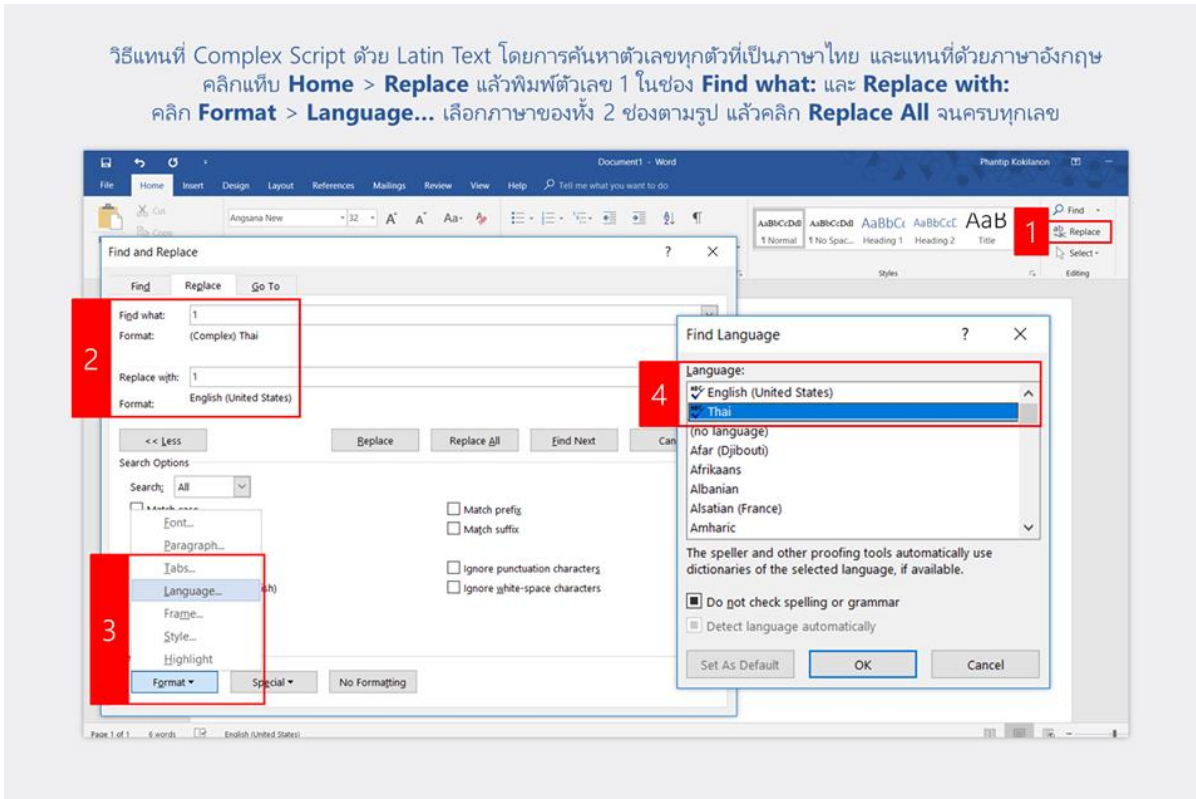 วิธีแทนที่ Complex Script ด้วย Latin Text โดยการค้นหาตัวเลขทุกตัวที่เป็นภาษาไทย และแทนที่ด้วยภาษาอังกฤษ
คลิกแท็บ Home > Replace แล้วพิมพ์ตัวเลข 1 ในช่อง Find what: และ Replace with:
คลิก Format > Language... เลือกภาษาของทั้ง 2 ช่องตามรูป แล้วคลิก Replace All จนครบทุกเลข
Document1 - Word
Phantip Kokilanon
File Home Insert Design Layout References Mailings Review View Help Tell me what you want to do
Cut
Copy
Angsana New 32 A A Aa
AaBbCcDdI AaBbCcDdI AaBbCc AaBbCcE AaB
¶ Normal ¶ No Spac... Heading 1 Heading 2 Title
Styles
1
Find
Replace
Select
Editing
Find and Replace ? X
Find Replace Go To
2
Find what: 1
Format: (Complex) Thai
Replace with: 1
Format: English (United States)
<< Less Replace Replace All Find Next Can
Search Options
Search: All
Match case
Match prefix
Match suffix
Ignore punctuation characters
Ignore white-space characters
3
Font...
Paragraph...
Tabs...
Language...
Frame...
Style...
Highlight
Format Special No Formatting
Find Language ? X
4
Language:
English (United States)
Thai
(no language)
Afar (Djibouti)
Afrikaans
Albanian
Alsatian (France)
Amharic
The speller and other proofing tools automatically use
dictionaries of the selected language, if available.
Do not check spelling or grammar
Detect language automatically
Set As Default OK Cancel
Page 1 of 1 6 words English (United States)